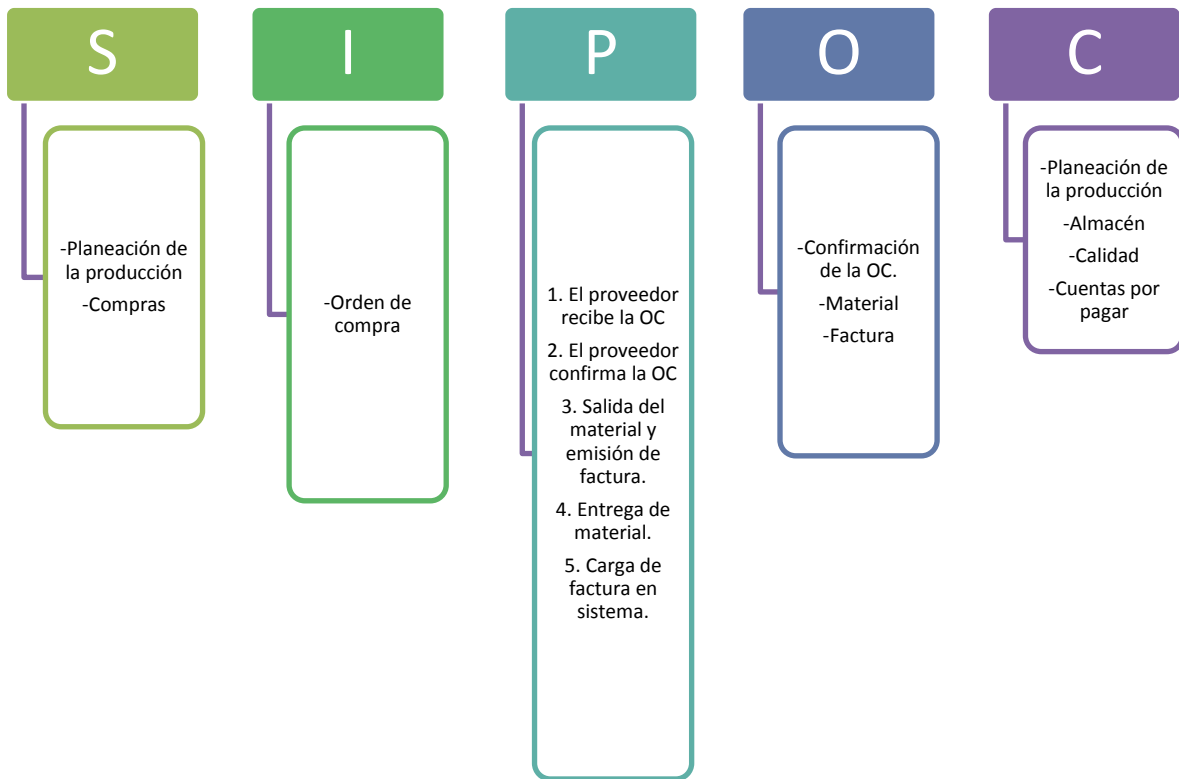 S
-Planeación de
la producción
-Compras
I
-Orden de
compra
P
1. El proveedor
recibe la OC
2. El proveedor
confirma la OC
3. Salida del
material y
emisión de
factura.
4. Entrega de
material.
5. Carga de
factura en
sistema.
O
-Confirmación
de la OC.
-Material
-Factura
C
-Planeación de
la producción
-Almacén
-Calidad
-Cuentas por
pagar